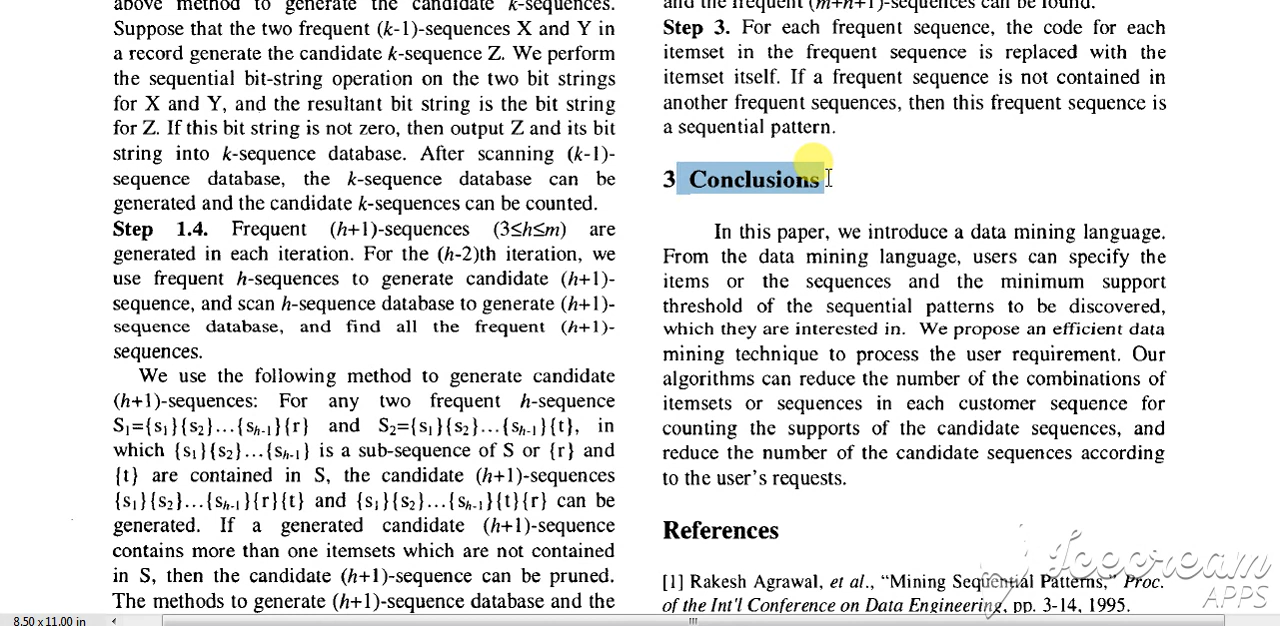 above method to generate the candidate k-sequences.
Suppose that the two frequent (k-1)-sequences X and Y in
a record generate the candidate k-sequence Z. We perform
the sequential bit-string operation on the two bit strings
for X and Y, and the resultant bit string is the bit string
for Z. If this bit string is not zero, then output Z and its bit
string into k-sequence database. After scanning (k-1)-
sequence database, the k-sequence database can be
generated and the candidate k-sequences can be counted.
Step 1.4. Frequent (h+1)-sequences (3≤h≤m) are
generated in each iteration. For the (h-2)th iteration, we
use frequent h-sequences to generate candidate (h+1)-
sequence, and scan h-sequence database to generate (h+1)-
sequence database, and find all the frequent (h+1)-
sequences.
We use the following method to generate candidate
(h+1)-sequences: For any two frequent h-sequence
S₁={s₁}{s₂}…{sₕ₋₁}{r} and S₂={s₁}{s₂}…{sₕ₋₁}{t}, in
which {s₁}{s₂}…{sₕ₋₁} is a sub-sequence of S or {r} and
{t} are contained in S, the candidate (h+1)-sequences
{s₁}{s₂}…{sₕ₋₁}{r}{t} and {s₁}{s₂}…{sₕ₋₁}{t}{r} can be
generated. If a generated candidate (h+1)-sequence
contains more than one itemsets which are not contained
in S, then the candidate (h+1)-sequence can be pruned.
The methods to generate (h+1)-sequence database and the
and the frequent (m+n+1)-sequences can be found.
Step 3. For each frequent sequence, the code for each
itemset in the frequent sequence is replaced with the
itemset itself. If a frequent sequence is not contained in
another frequent sequences, then this frequent sequence is
a sequential pattern.
3 Conclusions
In this paper, we introduce a data mining language.
From the data mining language, users can specify the
items or the sequences and the minimum support
threshold of the sequential patterns to be discovered,
which they are interested in. We propose an efficient data
mining technique to process the user requirement. Our
algorithms can reduce the number of the combinations of
itemsets or sequences in each customer sequence for
counting the supports of the candidate sequences, and
reduce the number of the candidate sequences according
to the user's requests.
References
[1] Rakesh Agrawal, et al., “Mining Sequential Patterns,” Proc.
of the Int'l Conference on Data Engineering, pp. 3-14, 1995.
Icecream
APPS
8.50 x 11.00 in